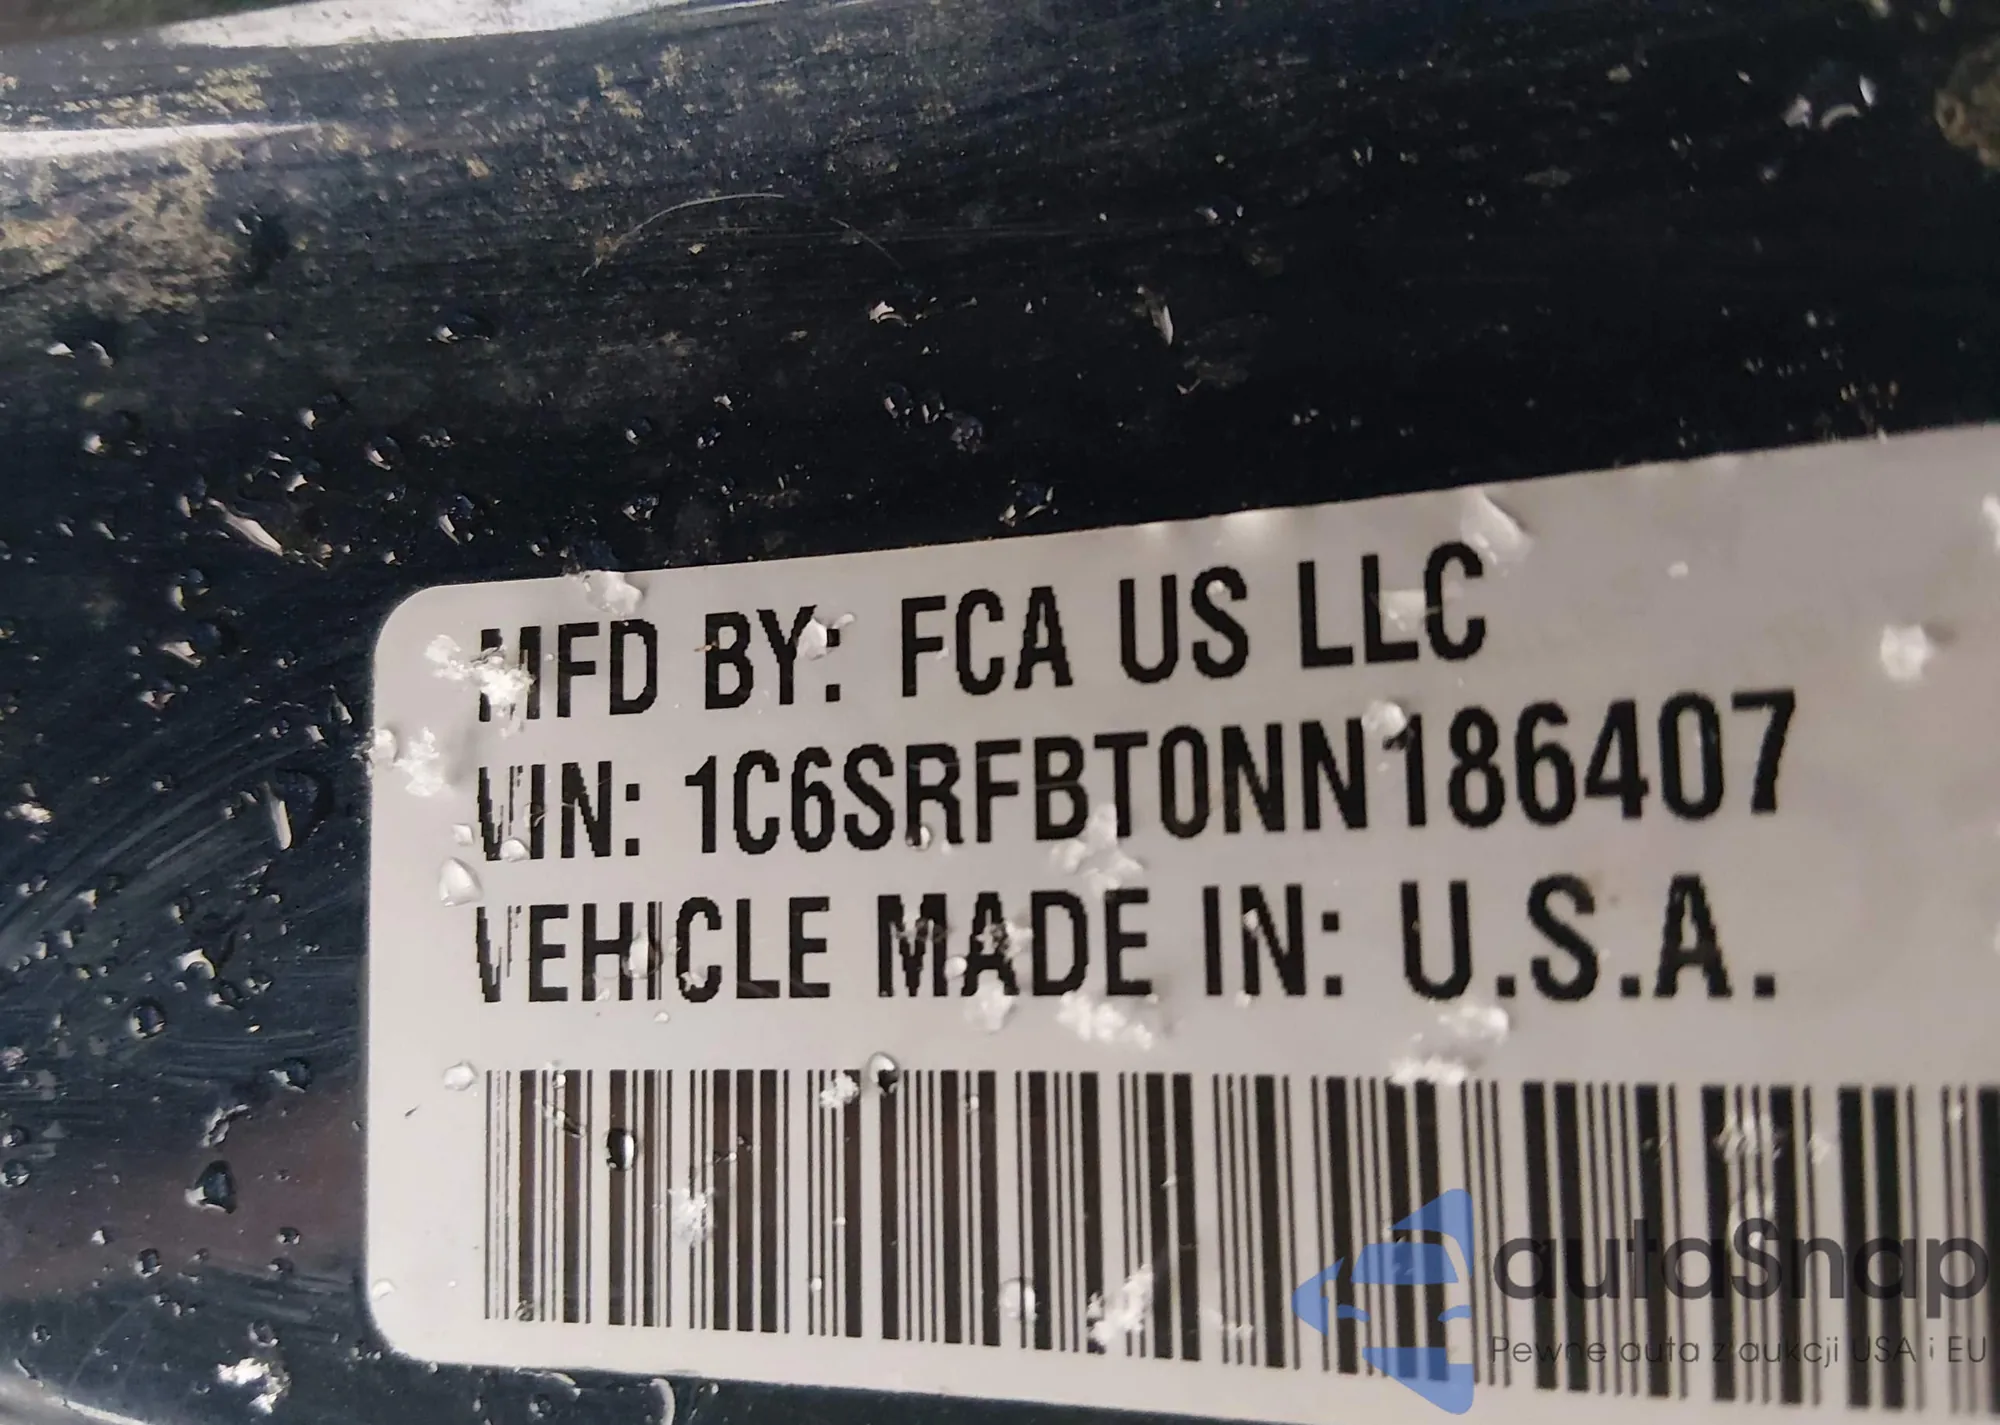 MFD BY: FCA US LLC
VIN: 1C6SRFBT0NN186407
VEHICLE MADE IN: U.S.A.
autaSnap
Pewne auta z aukcji USA i EU